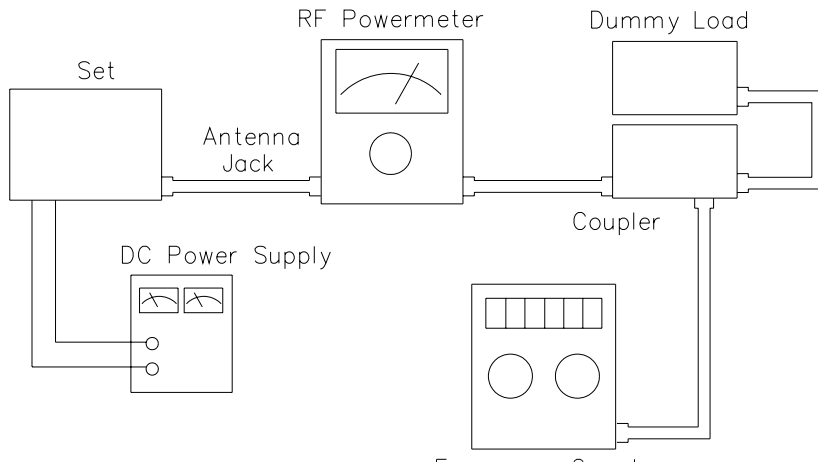 RF Powermeter
Dummy Load
Set
Antenna
Jack
Coupler
DC Power Supply